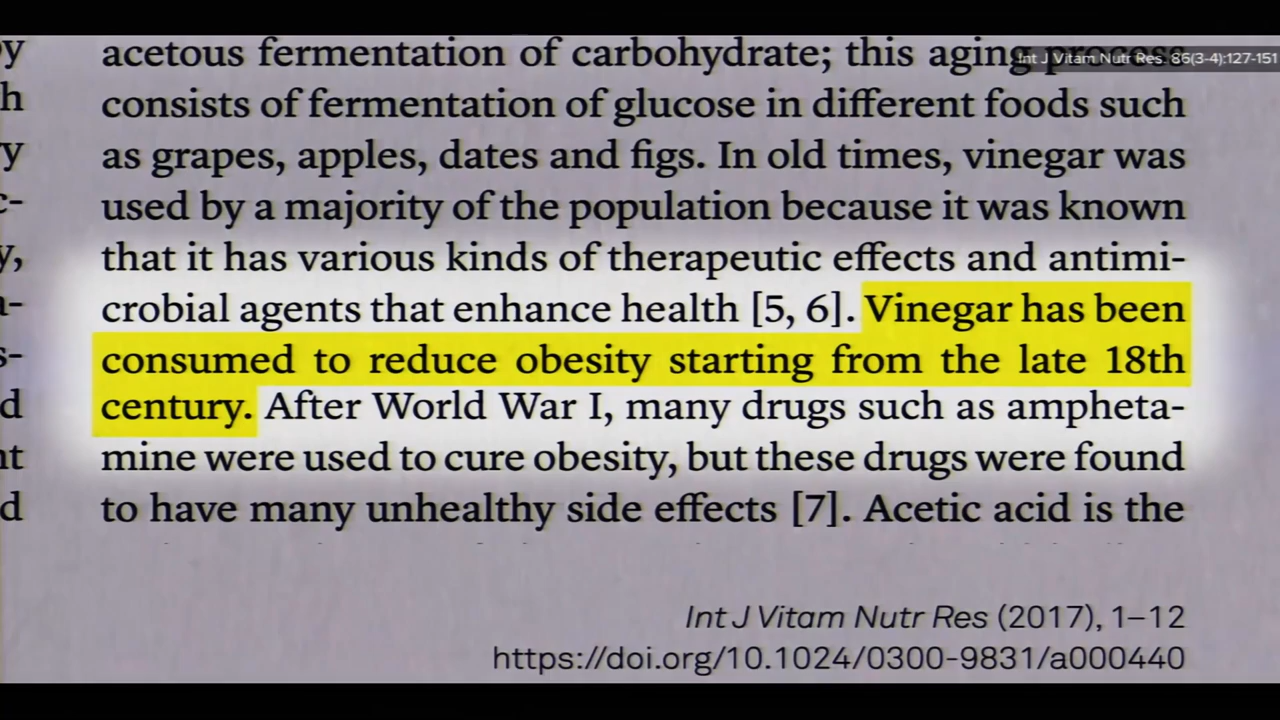 y
acetous fermentation of carbohydrate; this aging process
Int J Vitam Nutr Res. 86(3-4):127-151
h
consists of fermentation of glucose in different foods such
ry
as grapes, apples, dates and figs. In old times, vinegar was
c-
used by a majority of the population because it was known
y,
that it has various kinds of therapeutic effects and antimi-
a-
crobial agents that enhance health [5, 6]. Vinegar has been
s-
consumed to reduce obesity starting from the late 18th
d
century. After World War I, many drugs such as ampheta-
nt
mine were used to cure obesity, but these drugs were found
d
to have many unhealthy side effects [7]. Acetic acid is the
Int J Vitam Nutr Res (2017), 1–12
https://doi.org/10.1024/0300-9831/a000440